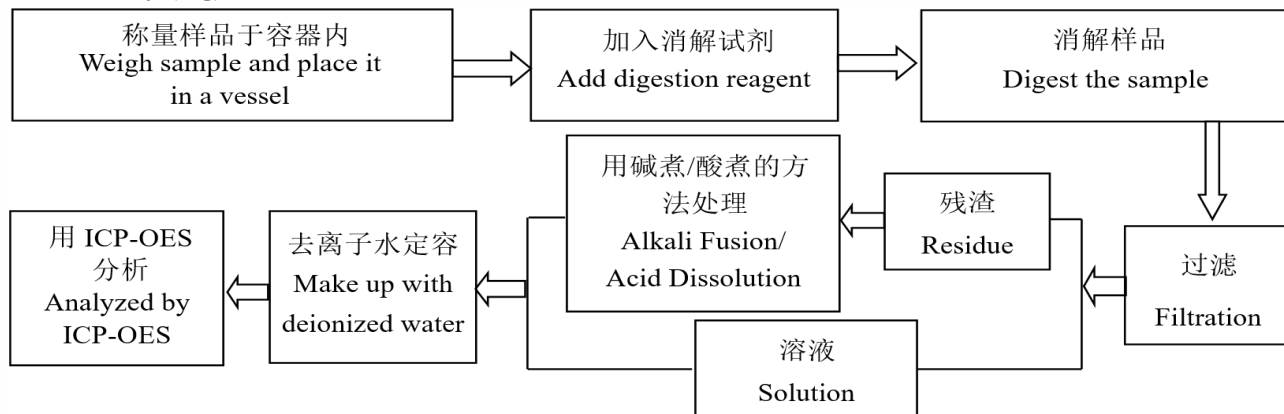 称量样品于容器内
Weigh sample and place it
in a vessel
加入消解试剂
Add digestion reagent
消解样品
Digest the sample
过滤
Filtration
残渣
Residue
用碱煮/酸煮的方
法处理
Alkali Fusion/
Acid Dissolution
溶液
Solution
去离子水定容
Make up with
deionized water
用 ICP-OES
分析
Analyzed by
ICP-OES